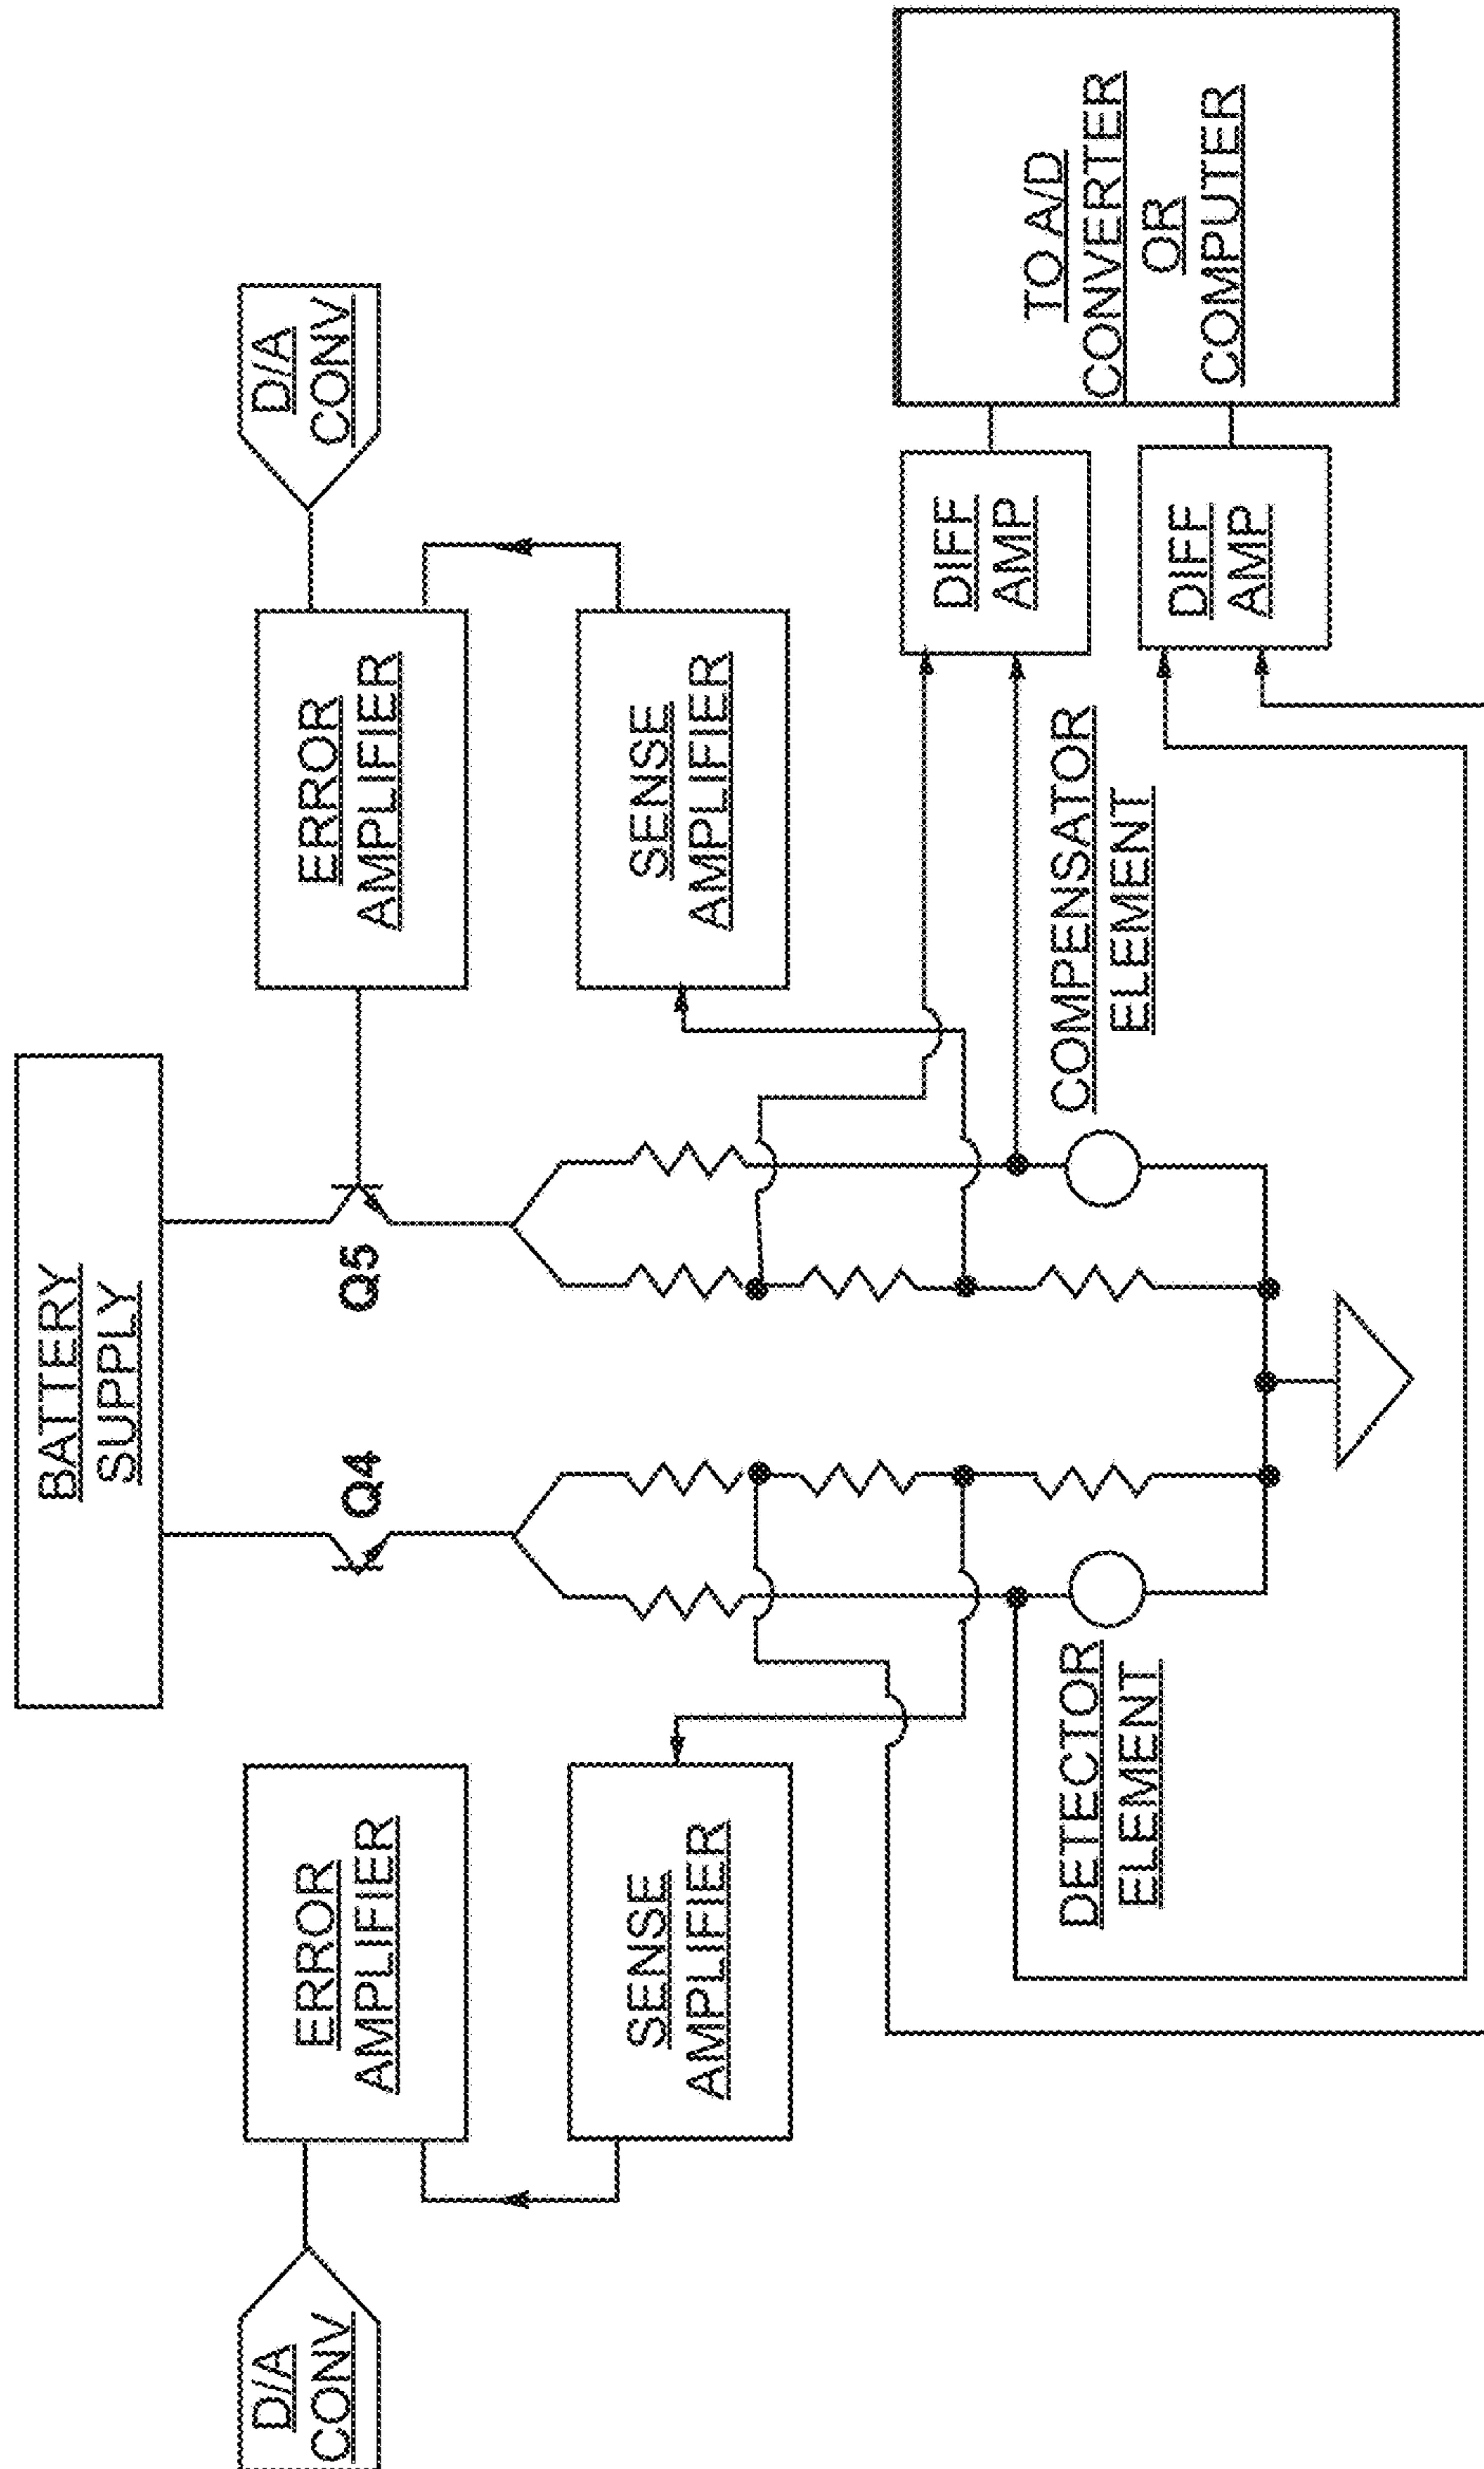 BATTERY
SUPPLY
D/A
CONV
ERROR
AMPLIFIER
Q4
Q5
ERROR
AMPLIFIER
D/A
CONV
SENSE
AMPLIFIER
SENSE
AMPLIFIER
DETECTOR
ELEMENT
COMPENSATOR
ELEMENT
DIFF
AMP
DIFF
AMP
TO A/D
CONVERTER
OR
COMPUTER